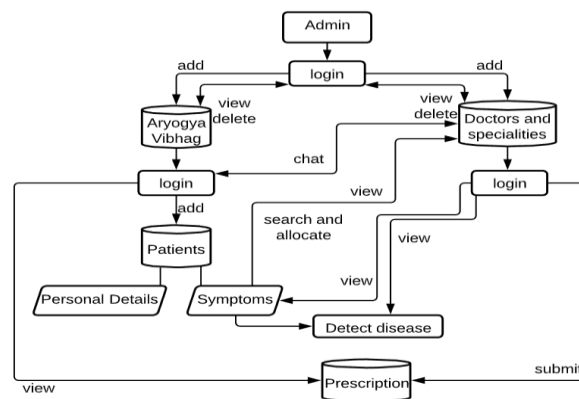 Admin
login
add
add
view
delete
view
delete
Aryogya
Vibhag
Doctors and
specialities
chat
login
view
login
add
search and
allocate
view
Patients
view
Personal Details
Symptoms
Detect disease
view
Prescription
submit